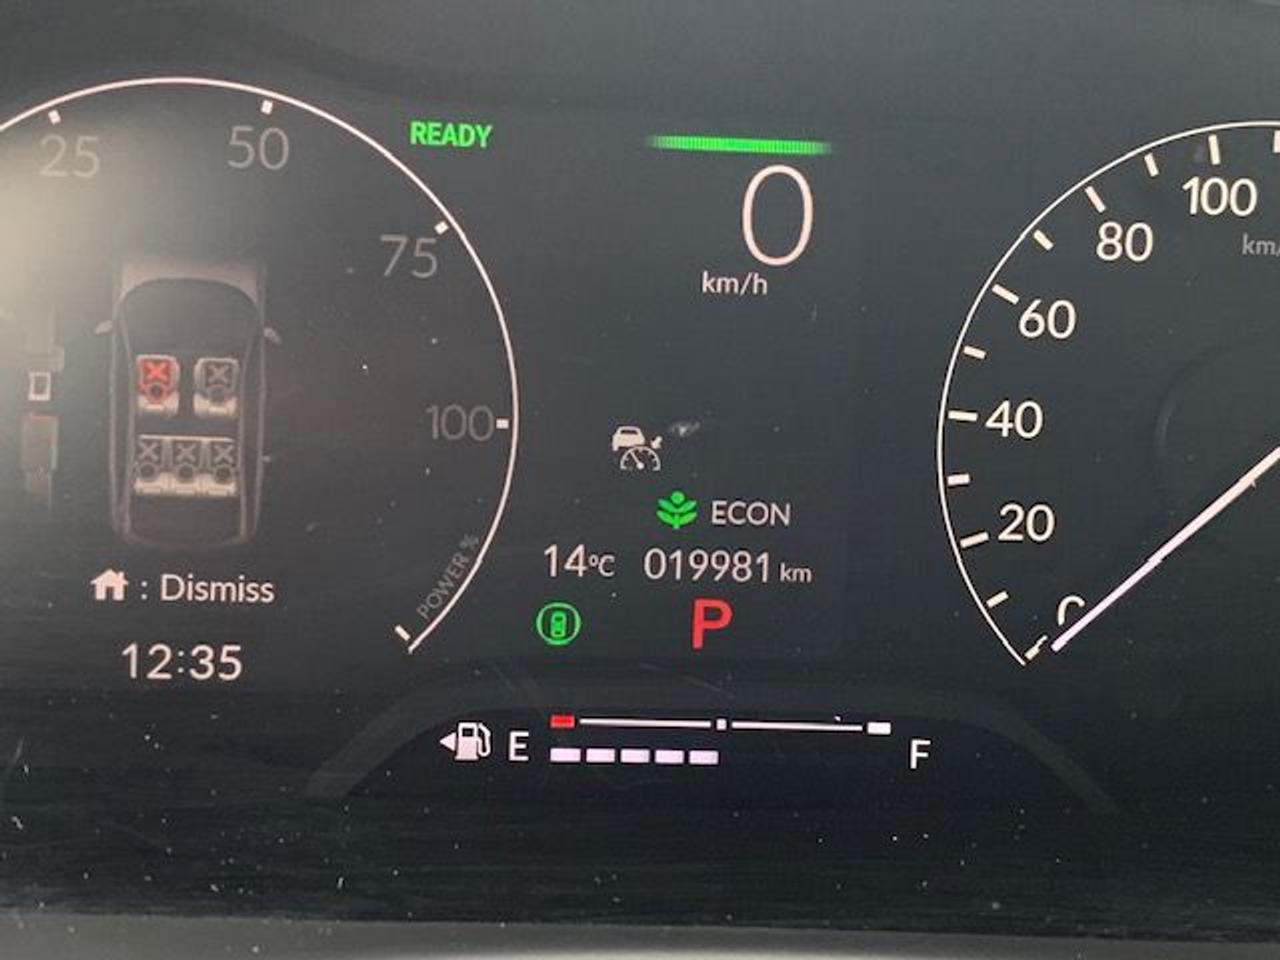 25
50
75
100
POWER %
READY
0
km/h
ECON
14°C
019981 km
P
: Dismiss
12:35
E
F
100
80
60
40
20
km/